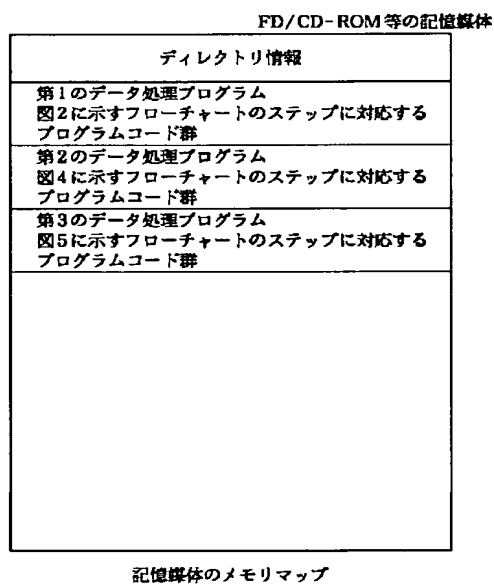 FD/CD-ROM等の記憶媒体
ディレクトリ情報
第1のデータ処理プログラム
図2に示すフローチャートのステップに対応する
プログラムコード群
第2のデータ処理プログラム
図4に示すフローチャートのステップに対応する
プログラムコード群
第3のデータ処理プログラム
図5に示すフローチャートのステップに対応する
プログラムコード群
記憶媒体のメモリマップ